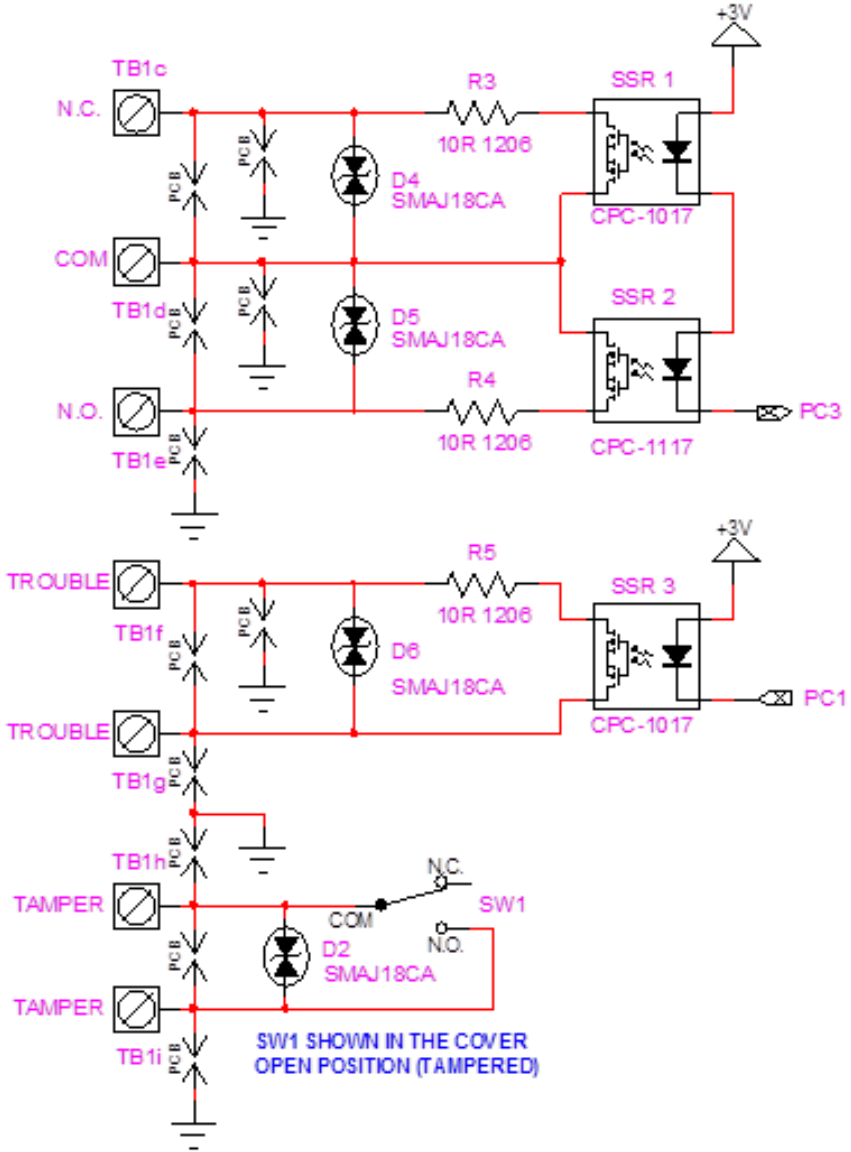 +3V
TB1c
R3
SSR 1
N.C.
PCB
PCB
10R 1206
D4
SMAJ18CA
CPC-1017
COM
TB1d
PCB
PCB
SSR 2
D5
SMAJ18CA
R4
N.O.
10R 1206
PC3
TB1e
PCB
CPC-1117
+3V
TROUBLE
R5
SSR 3
TB1f
PCB
PCB
10R 1206
D6
SMAJ18CA
PC1
TROUBLE
CPC-1017
TB1g
PCB
TB1h
PCB
N.C.
TAMPER
COM
SW1
N.O.
PCB
D2
SMAJ18CA
TAMPER
TB1i
PCB
SW1 SHOWN IN THE COVER
OPEN POSITION (TAMPERED)